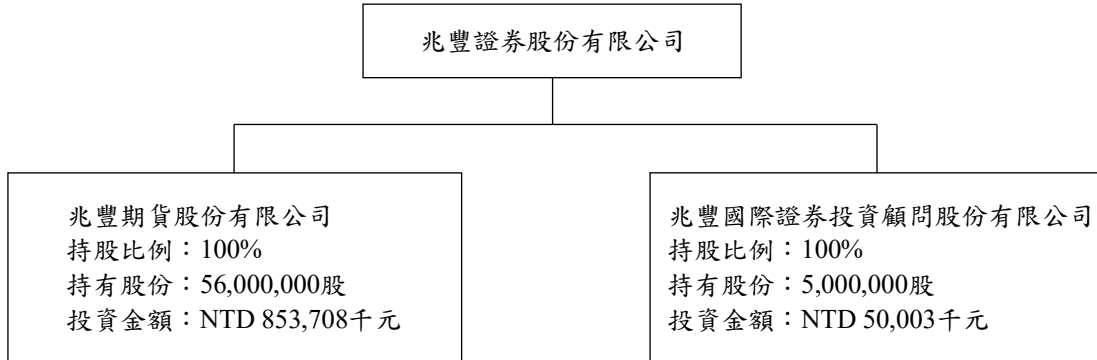 兆豐證券股份有限公司
兆豐期貨股份有限公司
持股比例：100%
持有股份：56,000,000股
投資金額：NTD 853,708千元
兆豐國際證券投資顧問股份有限公司
持股比例：100%
持有股份：5,000,000股
投資金額：NTD 50,003千元